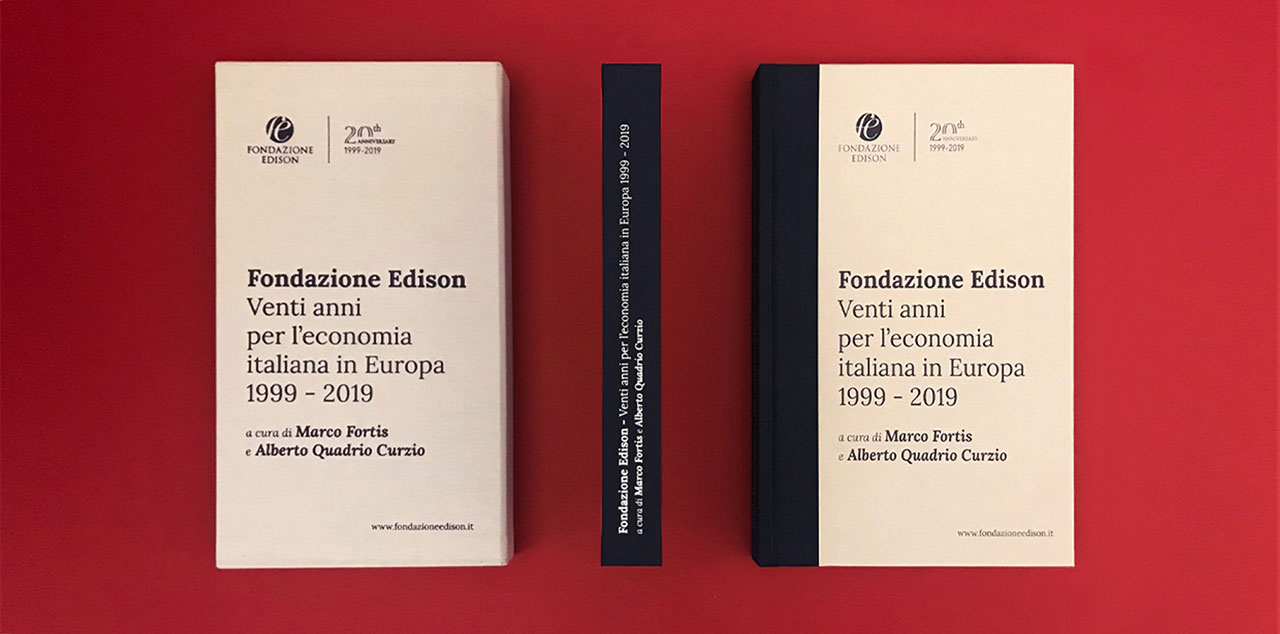 FONDAZIONE
EDISON
20th
ANNIVERSARY
1999-2019
Fondazione Edison
Venti anni
per l'economia
italiana in Europa
1999 - 2019
a cura di Marco Fortis
e Alberto Quadrio Curzio
www.fondazioneedison.it
Fondazione Edison - Venti anni per l'economia italiana in Europa 1999 - 2019
a cura di Marco Fortis e Alberto Quadrio Curzio
FONDAZIONE
EDISON
20th
ANNIVERSARY
1999-2019
Fondazione Edison
Venti anni
per l'economia
italiana in Europa
1999 - 2019
a cura di Marco Fortis
e Alberto Quadrio Curzio
www.fondazioneedison.it